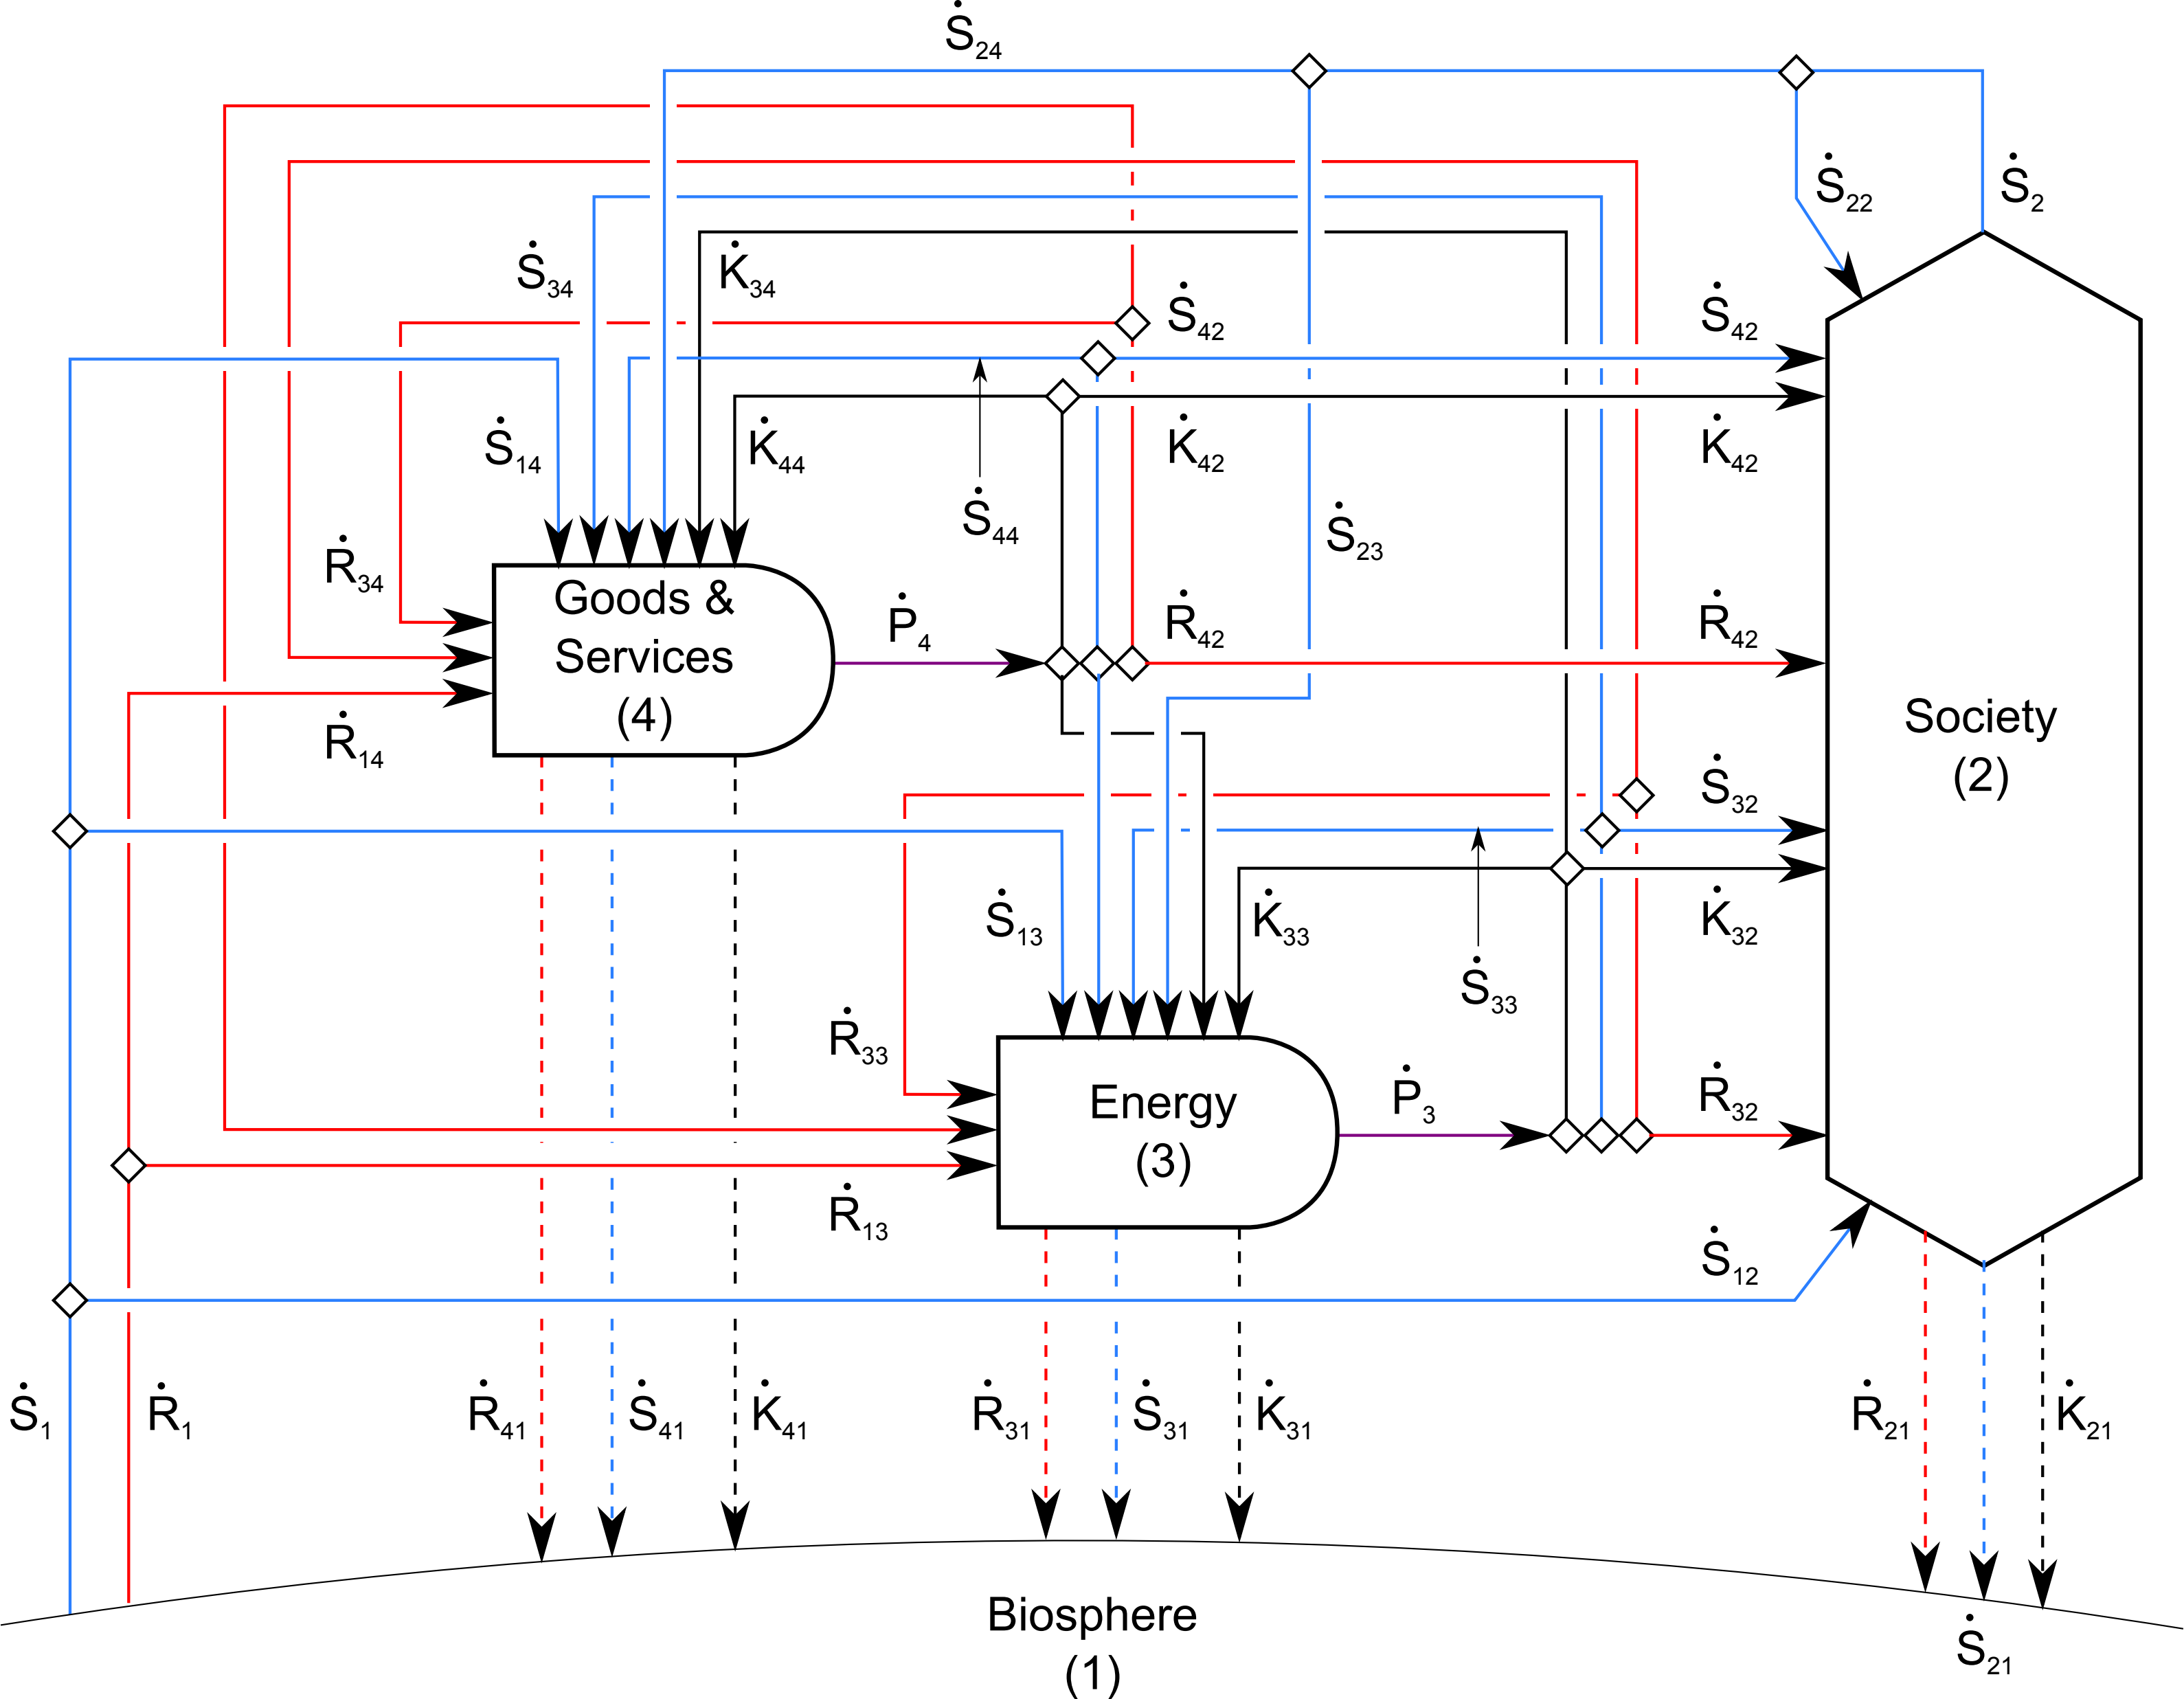 Ṡ24
Ṡ22
Ṡ2
Ṡ34
K̇34
Ṡ42
Ṡ42
Ṡ14
K̇44
K̇42
K̇42
Ṡ44
Ṡ23
Ṙ34
Goods &
Services
(4)
Ṗ4
Ṙ42
Ṙ42
Ṙ14
Society
(2)
Ṡ32
Ṡ13
K̇33
K̇32
Ṡ33
Ṙ33
Energy
(3)
Ṗ3
Ṙ32
Ṙ13
Ṡ12
Ṡ1
Ṙ1
Ṙ41
Ṡ41
K̇41
Ṙ31
Ṡ31
K̇31
Ṙ21
K̇21
Biosphere
(1)
Ṡ21